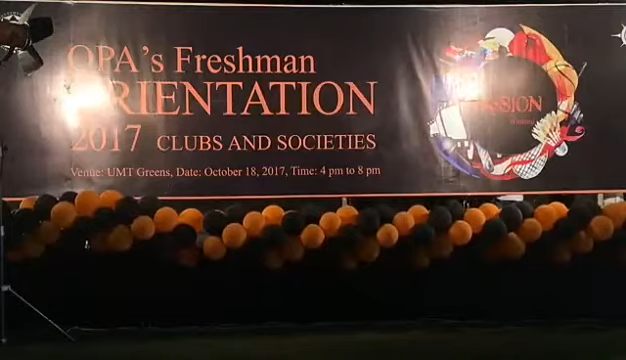 OPA's Freshman
ORIENTATION
2017 CLUBS AND SOCIETIES
Venue: UMT Greens, Date: October 18, 2017, Time: 4 pm to 8 pm